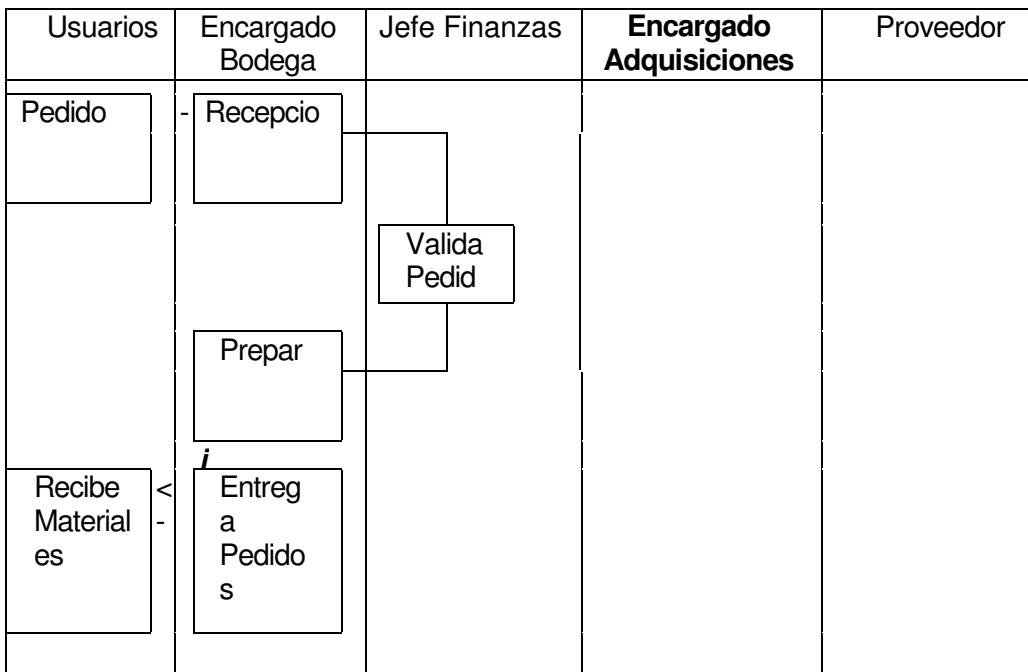 Usuarios
Encargado
Bodega
Jefe Finanzas
Encargado
Adquisiciones
Proveedor
Pedido
-
Recepcio
Valida
Pedid
Prepar
i
Recibe
Material
es
<
-
Entreg
a
Pedido
s